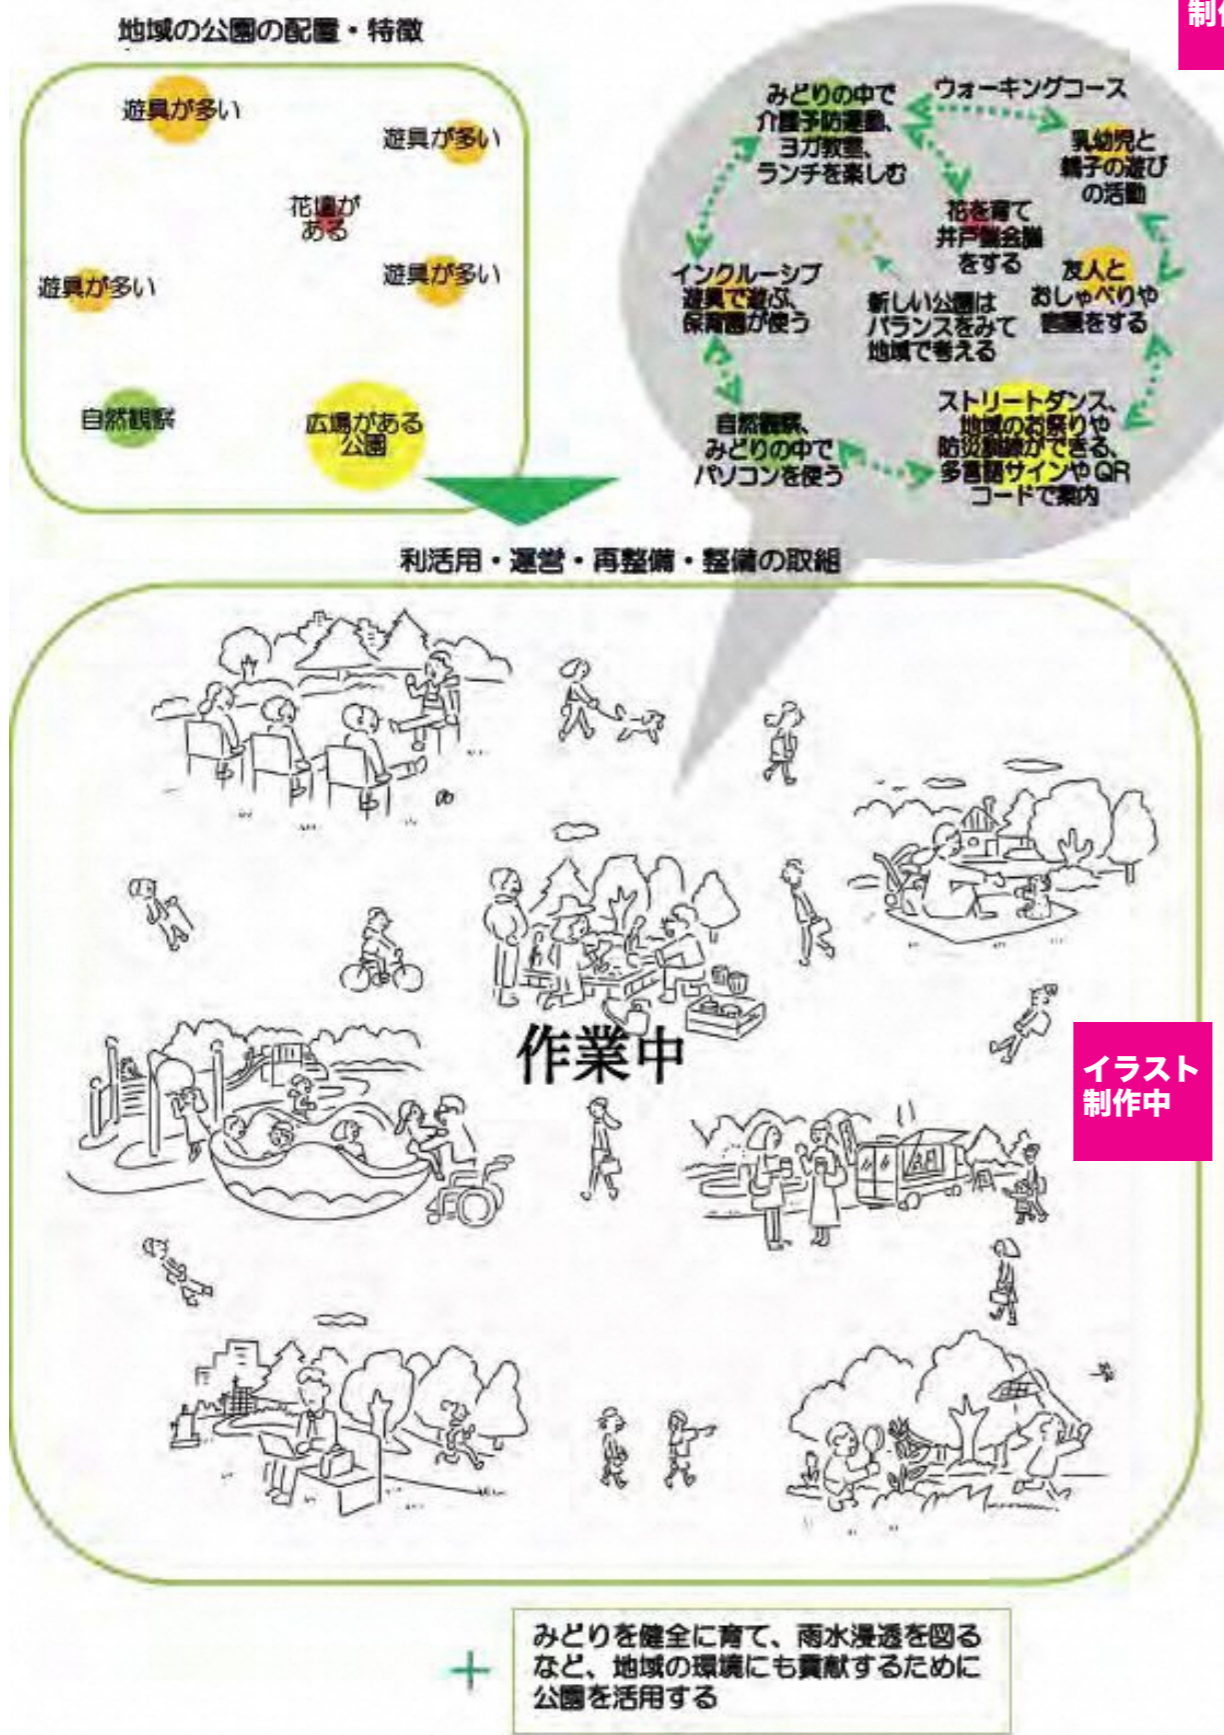 地域の公園の配置・特徴
制作
遊具が多い
遊具が多い
花壇が
ある
遊具が多い
遊具が多い
自然観察
広場がある
公園
みどりの中で
介護予防運動、
ヨガ教室、
ランチを楽しむ
ウォーキングコース
乳幼児と
親子の遊び
の活動
花を育て
井戸端会議
をする
インクルーシブ
遊具で遊ぶ、
保育園が使う
新しい公園は
バランスをみて
地域で考える
友人と
おしゃべりや
宿題をする
自然観察、
みどりの中で
パソコンを使う
ストリートダンス、
地域のお祭りや
防災訓練ができる、
多言語サインやQR
コードで案内
利活用・運営・再整備・整備の取組
作業中
イラスト
制作中
+
みどりを健全に育て、雨水浸透を図る
など、地域の環境にも貢献するために
公園を活用する